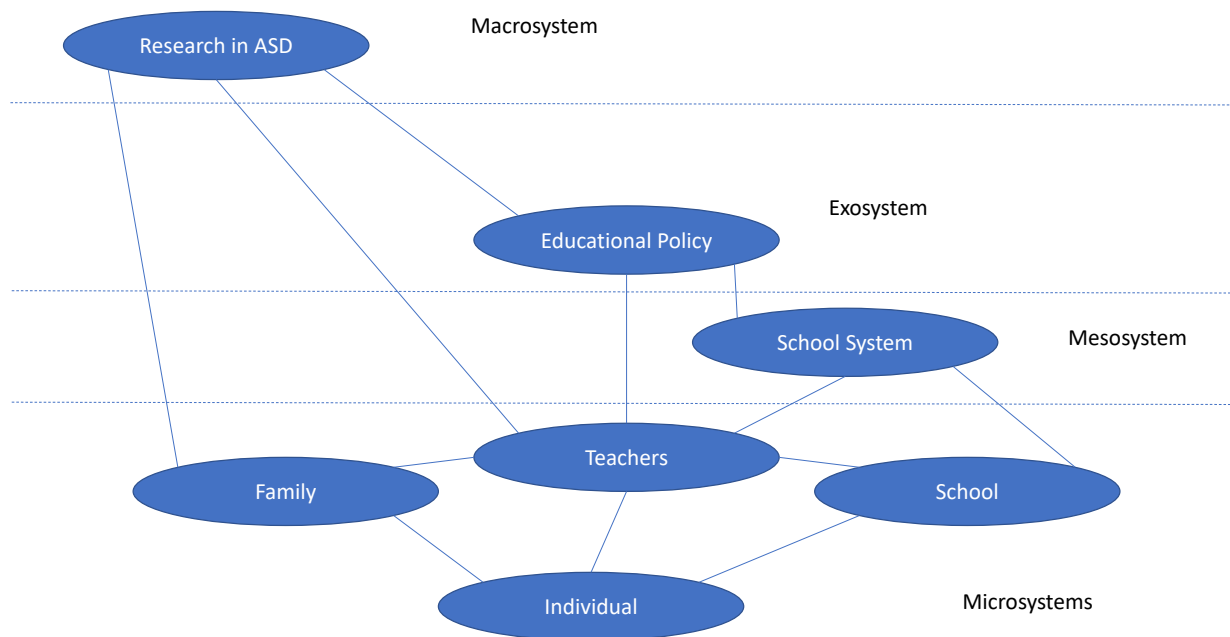 Macrosystem
Research in ASD
Exosystem
Educational Policy
School System
Mesosystem
Teachers
Family
School
Individual
Microsystems